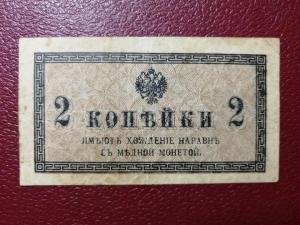 2 КОПѢЙКИ 2
ИМѢЮТЪ ХОЖДЕНІЕ НАРАВНѢ
СЪ МѢДНОЙ МОНЕТОЙ.